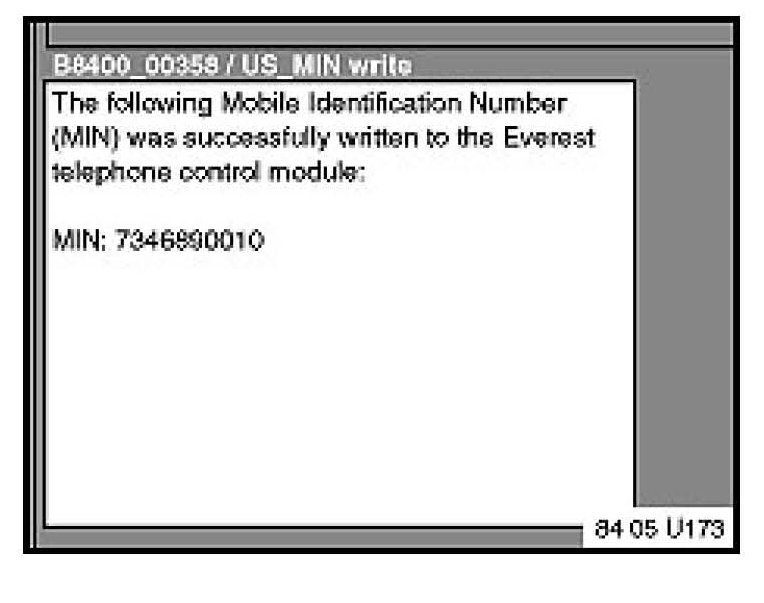 B8400_00358 / US_MIN write
The following Mobile Identification Number
(MIN) was successfully written to the Everest
telephone control module:
MIN: 7346890010
84 05 U173